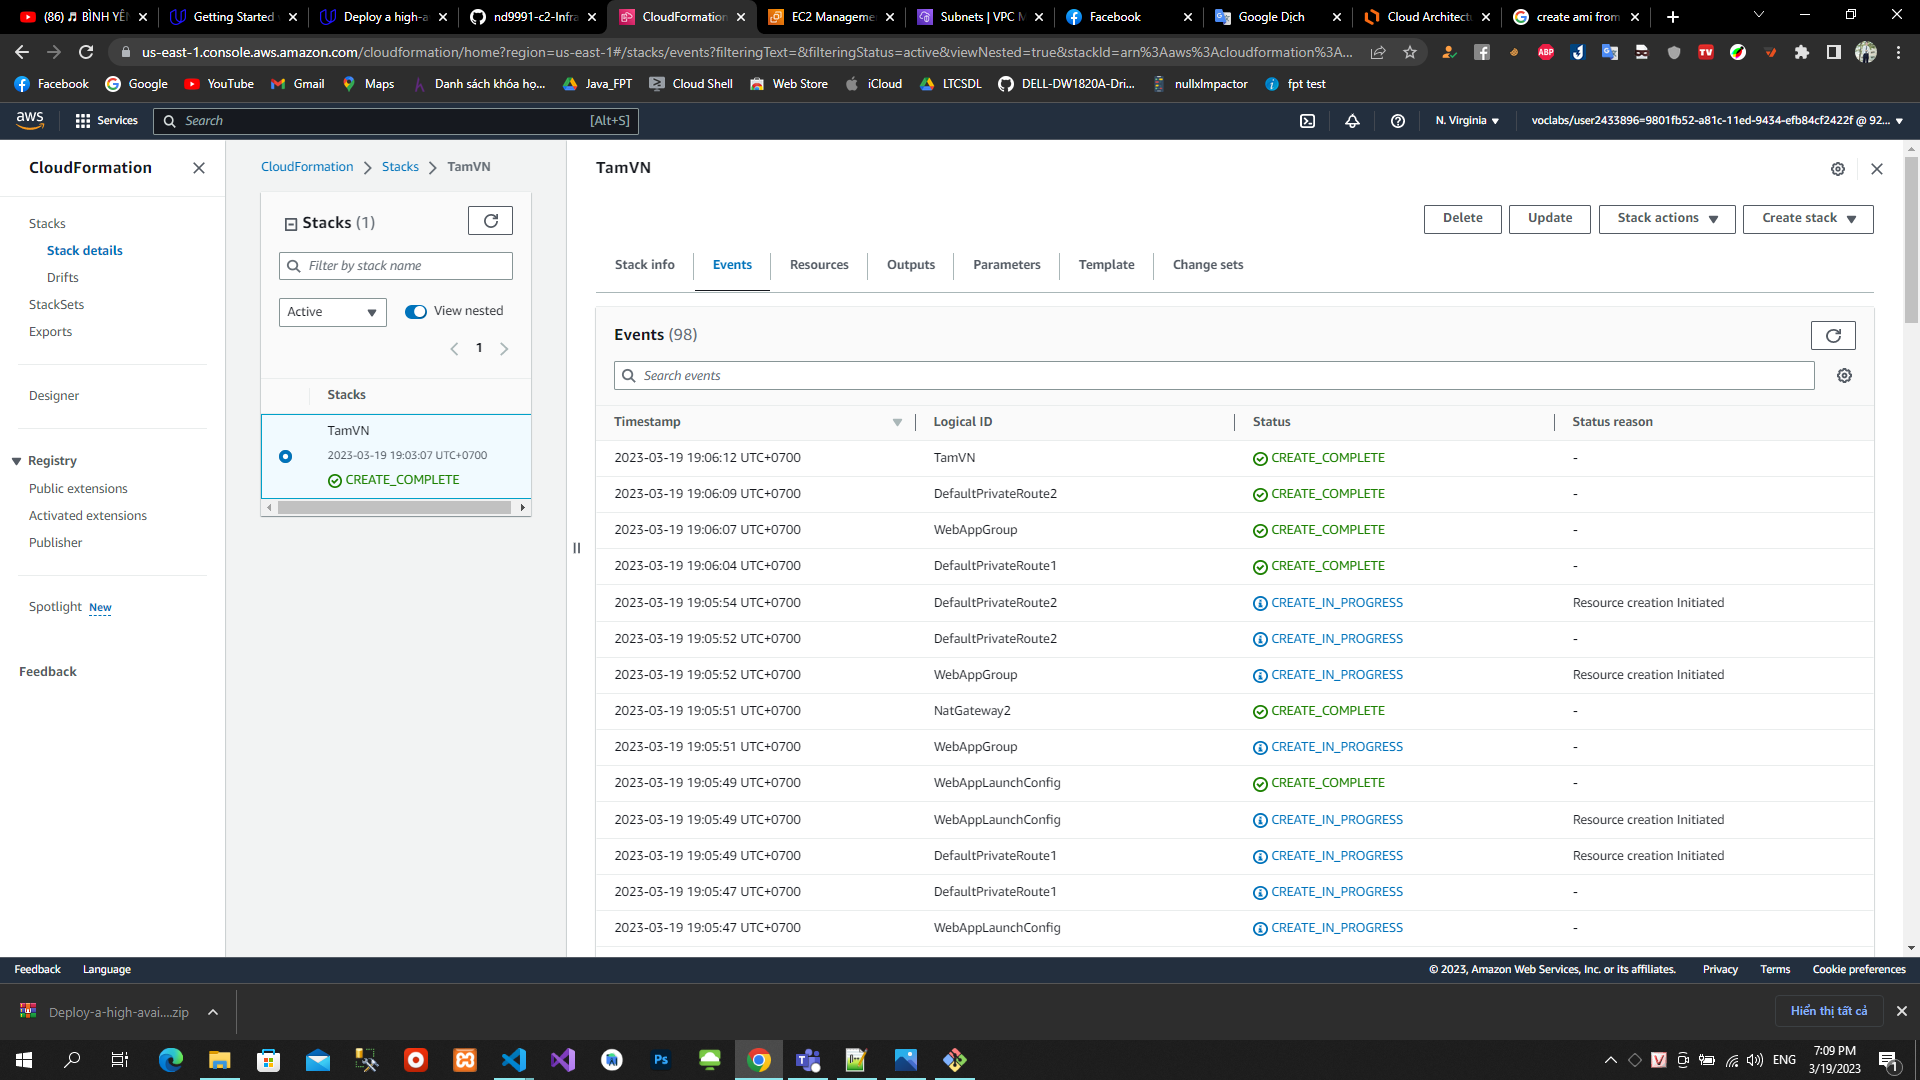 (86) ♬ BÌNH YÊN
Getting Started
Deploy a high-a
nd9991-c2-Infra
CloudFormation
EC2 Manageme
Subnets | VPC M
Facebook
Google Dịch
Cloud Architect
create ami from
us-east-1.console.aws.amazon.com/cloudformation/home?region=us-east-1#/stacks/events?filteringText=&filteringStatus=active&viewNested=true&stackId=arn%3Aaws%3Acloudformation%3A...
Facebook Google YouTube Gmail Maps Danh sách khóa họ... Java_FPT Cloud Shell Web Store iCloud LTCSDL DELL-DW1820A-Dri... nullxImpactor fpt test
aws Services Search [Alt+S] N. Virginia voclabs/user2433896=9801fb52-a81c-11ed-9434-efb84cf2422f @ 92...
CloudFormation
Stacks
Stack details
Drifts
StackSets
Exports
Designer
Registry
Public extensions
Activated extensions
Publisher
Spotlight New
Feedback
CloudFormation Stacks TamVN
Stacks (1)
Filter by stack name
Active View nested
1
Stacks
TamVN
2023-03-19 19:03:07 UTC+0700
CREATE_COMPLETE
TamVN
Delete Update Stack actions Create stack
Stack info Events Resources Outputs Parameters Template Change sets
Events (98)
Search events
Timestamp Logical ID Status Status reason
2023-03-19 19:06:12 UTC+0700 TamVN CREATE_COMPLETE -
2023-03-19 19:06:09 UTC+0700 DefaultPrivateRoute2 CREATE_COMPLETE -
2023-03-19 19:06:07 UTC+0700 WebAppGroup CREATE_COMPLETE -
2023-03-19 19:06:04 UTC+0700 DefaultPrivateRoute1 CREATE_COMPLETE -
2023-03-19 19:05:54 UTC+0700 DefaultPrivateRoute2 CREATE_IN_PROGRESS Resource creation Initiated
2023-03-19 19:05:52 UTC+0700 DefaultPrivateRoute2 CREATE_IN_PROGRESS -
2023-03-19 19:05:52 UTC+0700 WebAppGroup CREATE_IN_PROGRESS Resource creation Initiated
2023-03-19 19:05:51 UTC+0700 NatGateway2 CREATE_COMPLETE -
2023-03-19 19:05:51 UTC+0700 WebAppGroup CREATE_IN_PROGRESS -
2023-03-19 19:05:49 UTC+0700 WebAppLaunchConfig CREATE_COMPLETE -
2023-03-19 19:05:49 UTC+0700 WebAppLaunchConfig CREATE_IN_PROGRESS Resource creation Initiated
2023-03-19 19:05:49 UTC+0700 DefaultPrivateRoute1 CREATE_IN_PROGRESS Resource creation Initiated
2023-03-19 19:05:47 UTC+0700 DefaultPrivateRoute1 CREATE_IN_PROGRESS -
2023-03-19 19:05:47 UTC+0700 WebAppLaunchConfig CREATE_IN_PROGRESS -
Feedback Language © 2023, Amazon Web Services, Inc. or its affiliates. Privacy Terms Cookie preferences
Deploy-a-high-avai....zip Hiển thị tất cả
ENG
7:09 PM
3/19/2023
1